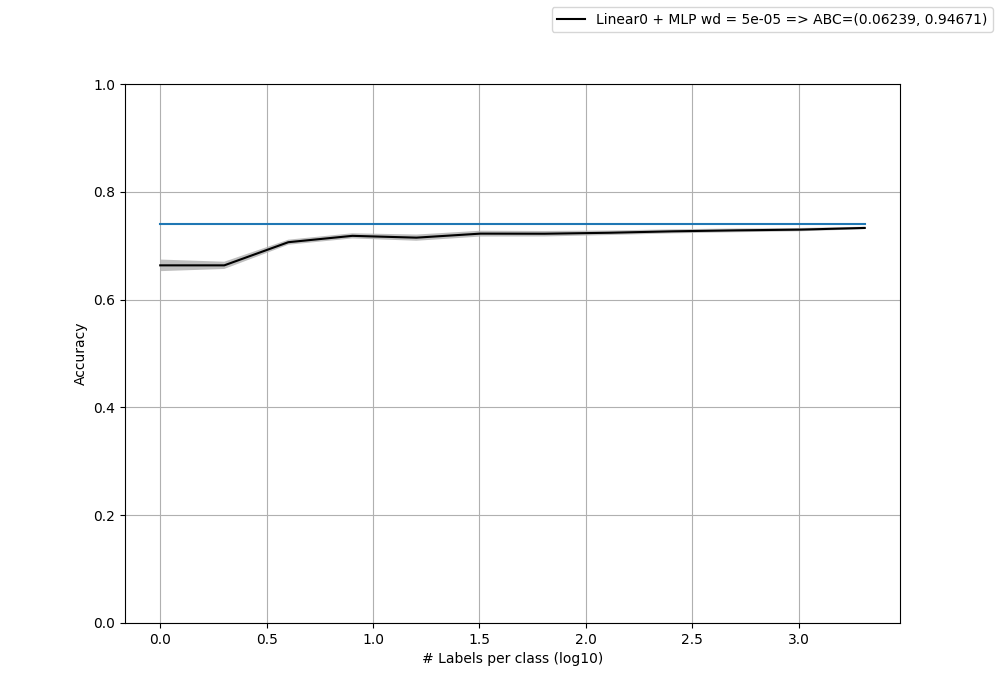 Linear0 + MLP wd = 5e-05 => ABC=(0.06239, 0.94671)
1.0
0.8
0.6
0.4
0.2
0.0
Accuracy
0.0 0.5 1.0 1.5 2.0 2.5 3.0
# Labels per class (log10)